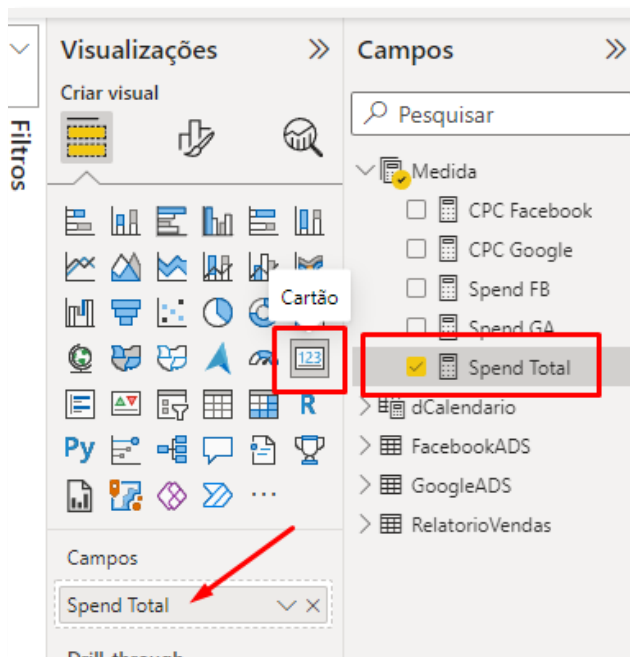 Visualizações
Criar visual
Filtros
Cartão
123
R
Py
Campos
Spend Total
Drill-through
Campos
Pesquisar
Medida
CPC Facebook
CPC Google
Spend FB
Spend GA
Spend Total
dCalendario
FacebookADS
GoogleADS
RelatorioVendas